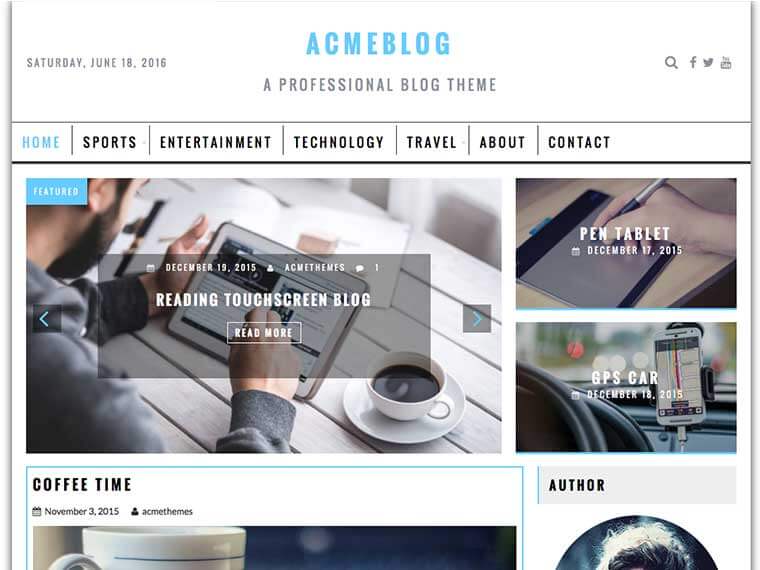 ACMEBLOG
SATURDAY, JUNE 18, 2016
A PROFESSIONAL BLOG THEME
HOME SPORTS ENTERTAINMENT TECHNOLOGY TRAVEL ABOUT CONTACT
FEATURED
DECEMBER 19, 2015 ACMETHEMES 1
READING TOUCHSCREEN BLOG
READ MORE
PEN TABLET
DECEMBER 17, 2015
GPS CAR
DECEMBER 18, 2015
COFFEE TIME
November 3, 2015 acmethemes
AUTHOR